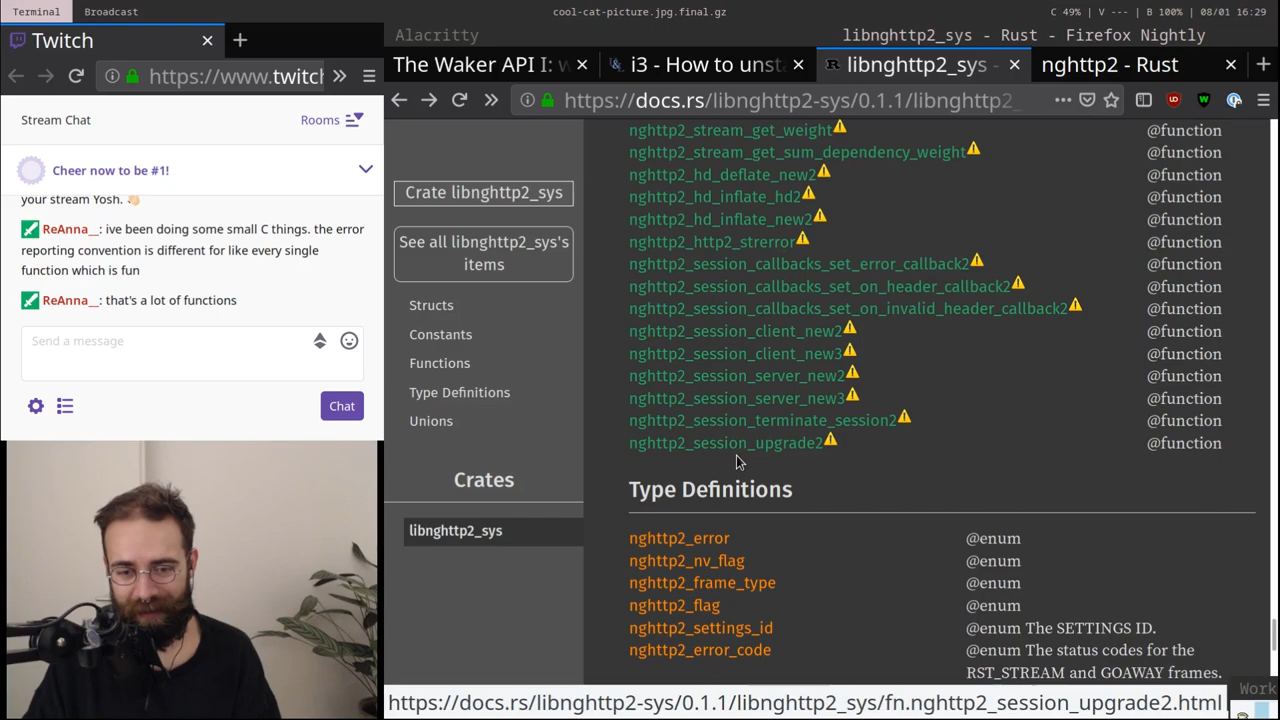 Terminal Broadcast cool-cat-picture.jpg.final.gz C 49% | V --- | B 100% | 08/01 16:29
Twitch
https://www.twitch
Stream Chat
Rooms
Cheer now to be #1!
your stream Yosh.
ReAnna__: ive been doing some small C things. the error
reporting convention is different for like every single
function which is fun
ReAnna__: that's a lot of functions
Send a message
Chat
Alacritty libnghttp2_sys - Rust - Firefox Nightly
The Waker API I: w i3 - How to unst libnghttp2_sys - nghttp2 - Rust
https://docs.rs/libnghttp2-sys/0.1.1/libnghttp2_
Crate libnghttp2_sys
See all libnghttp2_sys's
items
Structs
Constants
Functions
Type Definitions
Unions
Crates
libnghttp2_sys
nghttp2_stream_get_weight @function
nghttp2_stream_get_sum_dependency_weight @function
nghttp2_hd_deflate_new2 @function
nghttp2_hd_inflate_hd2 @function
nghttp2_hd_inflate_new2 @function
nghttp2_http2_strerror @function
nghttp2_session_callbacks_set_error_callback2 @function
nghttp2_session_callbacks_set_on_header_callback2 @function
nghttp2_session_callbacks_set_on_invalid_header_callback2 @function
nghttp2_session_client_new2 @function
nghttp2_session_client_new3 @function
nghttp2_session_server_new2 @function
nghttp2_session_server_new3 @function
nghttp2_session_terminate_session2 @function
nghttp2_session_upgrade2 @function
Type Definitions
nghttp2_error @enum
nghttp2_nv_flag @enum
nghttp2_frame_type @enum
nghttp2_flag @enum
nghttp2_settings_id @enum The SETTINGS ID.
nghttp2_error_code @enum The status codes for the
RST_STREAM and GOAWAY frames.
https://docs.rs/libnghttp2-sys/0.1.1/libnghttp2_sys/fn.nghttp2_session_upgrade2.html
Work